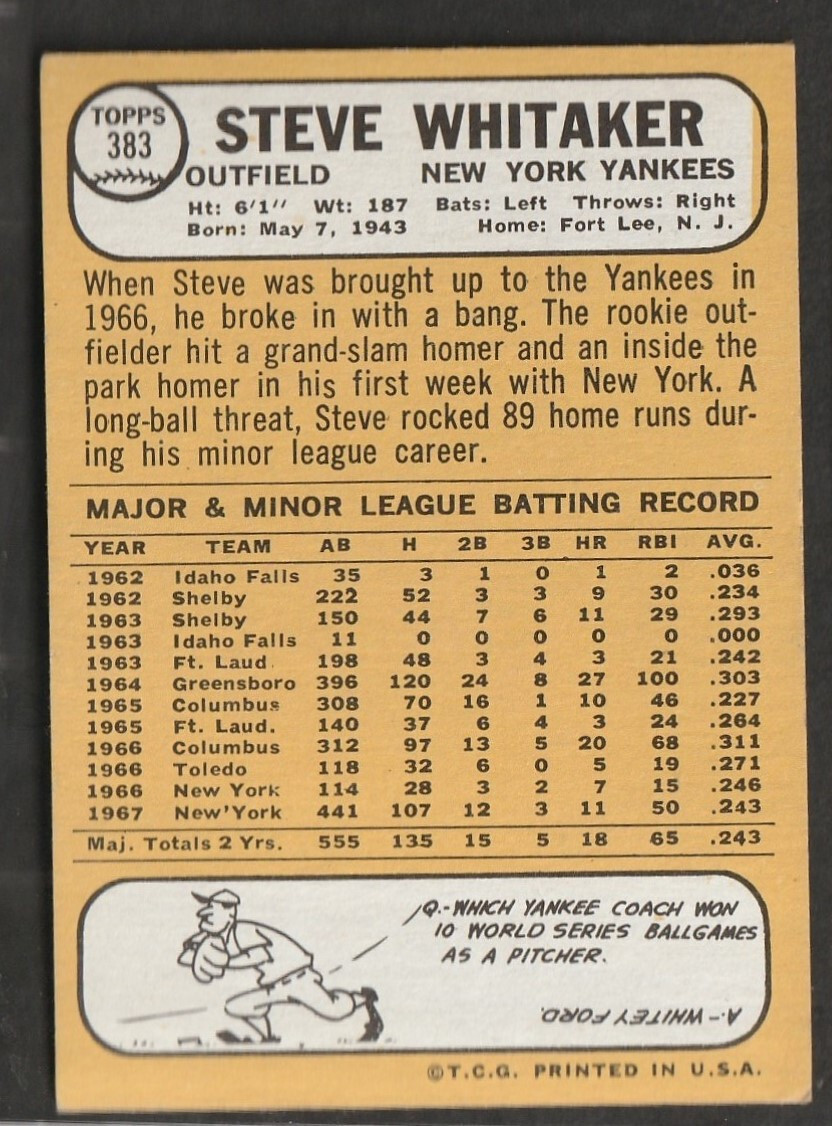 TOPPS
383
STEVE WHITAKER
OUTFIELD NEW YORK YANKEES
Ht: 6'1" Wt: 187 Bats: Left Throws: Right
Born: May 7, 1943 Home: Fort Lee, N. J.
When Steve was brought up to the Yankees in
1966, he broke in with a bang. The rookie out-
fielder hit a grand-slam homer and an inside the
park homer in his first week with New York. A
long-ball threat, Steve rocked 89 home runs dur-
ing his minor league career.
MAJOR & MINOR LEAGUE BATTING RECORD
YEAR TEAM AB H 2B 3B HR RBI AVG.
1962 Idaho Falls 35 3 1 0 1 2 .036
1962 Shelby 222 52 3 3 9 30 .234
1963 Shelby 150 44 7 6 11 29 .293
1963 Idaho Falls 11 0 0 0 0 0 .000
1963 Ft. Laud. 198 48 3 4 3 21 .242
1964 Greensboro 396 120 24 8 27 100 .303
1965 Columbus 308 70 16 1 10 46 .227
1965 Ft. Laud. 140 37 6 4 3 24 .264
1966 Columbus 312 97 13 5 20 68 .311
1966 Toledo 118 32 6 0 5 19 .271
1966 New York 114 28 3 2 7 15 .246
1967 New York 441 107 12 3 11 50 .243
Maj. Totals 2 Yrs. 555 135 15 5 18 65 .243
Q.-WHICH YANKEE COACH WON
10 WORLD SERIES BALLGAMES
AS A PITCHER.
A.-WHITEY FORD.
©T.C.G. PRINTED IN U.S.A.